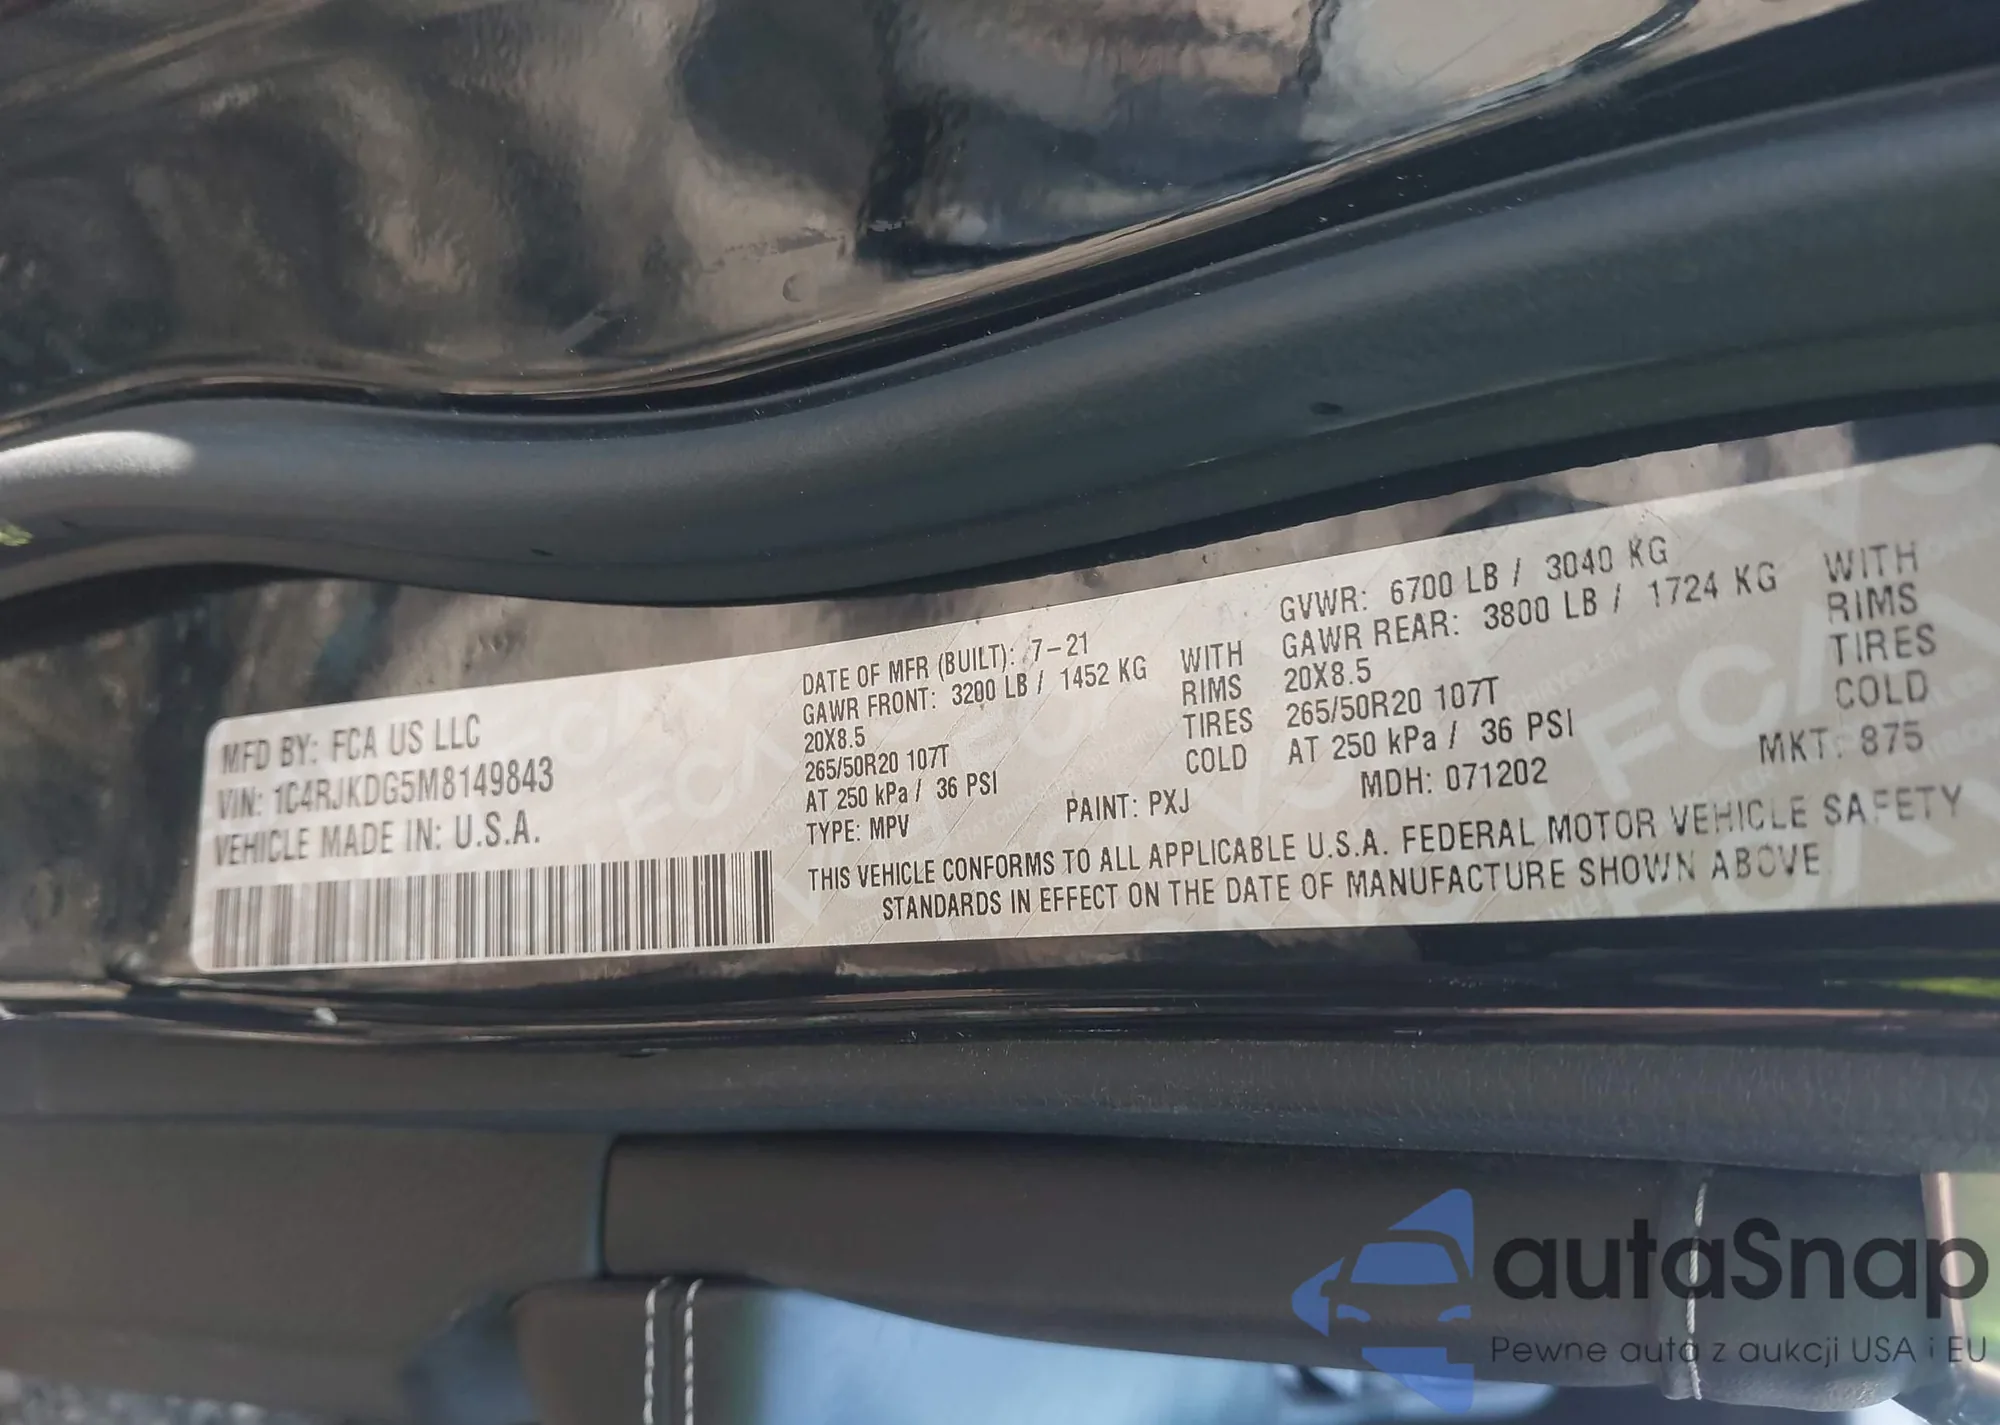 MFD BY: FCA US LLC
VIN: 1C4RJKDG5M8149843
VEHICLE MADE IN: U.S.A.
DATE OF MFR (BUILT): 7-21
GAWR FRONT: 3200 LB / 1452 KG WITH
20X8.5 RIMS
265/50R20 107T TIRES
AT 250 kPa / 36 PSI COLD
TYPE: MPV PAINT: PXJ
GVWR: 6700 LB / 3040 KG
GAWR REAR: 3800 LB / 1724 KG WITH
20X8.5 RIMS
265/50R20 107T TIRES
AT 250 kPa / 36 PSI COLD
MDH: 071202 MKT: 875
THIS VEHICLE CONFORMS TO ALL APPLICABLE U.S.A. FEDERAL MOTOR VEHICLE SAFETY
STANDARDS IN EFFECT ON THE DATE OF MANUFACTURE SHOWN ABOVE
autaSnap
Pewne auta z aukcji USA i EU